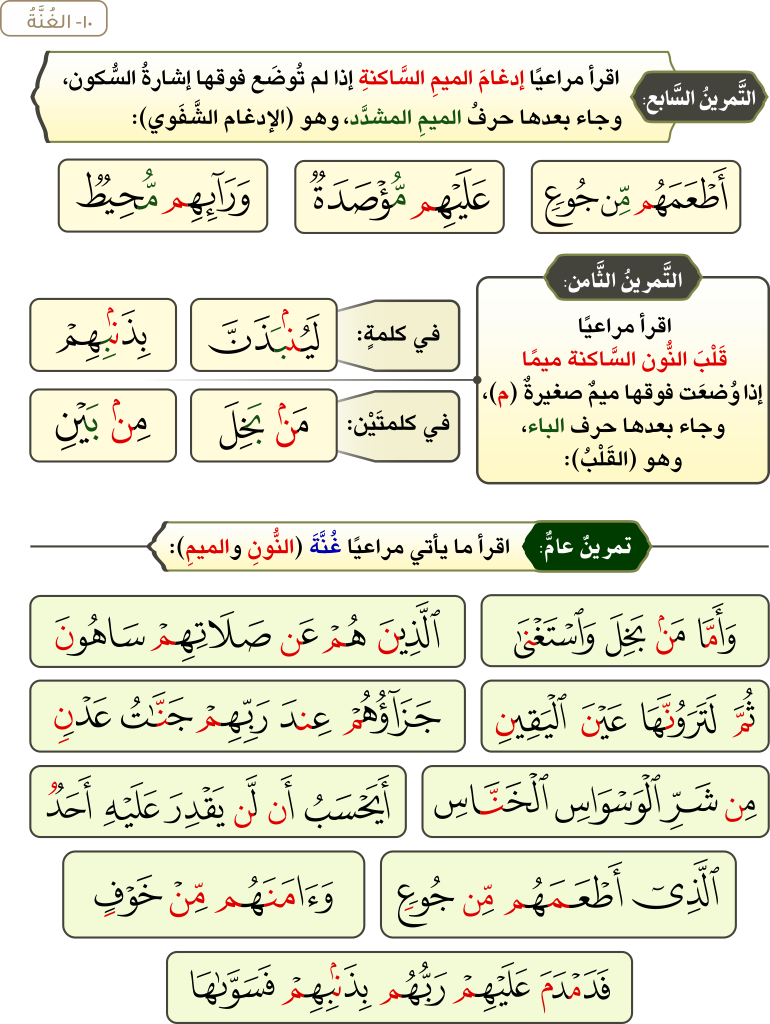 ١٠- الغُنَّةُ
التَّمرينُ السَّابع:
اقرأ مراعيًا إدغامَ الميمِ السَّاكنةِ إذا لم تُوضَع فوقها إشارةُ السُّكون،
وجاء بعدها حرفُ الميمِ المشدَّد، وهو (الإدغام الشَّفَوي):
أَطْعَمَهُم مِّن جُوعٍ
عَلَيْهِم مُّؤْصَدَةٌ
وَرَآئِهِم مُّحِيطٌ
التَّمرينُ الثَّامن:
اقرأ مراعيًا
قَلْبَ النُّون السَّاكنة ميمًا
إذا وُضعَت فوقها ميمٌ صغيرةٌ (م)،
وجاء بعدها حرف الباء،
وهو (القَلْبُ):
في كلمةٍ:
لَيُنۢبَذَنَّ
بِذَنۢبِهِمْ
في كلمتَيْن:
مَنۢ بَخِلَ
مِنۢ بَيْنِ
تمرينٌ عامٌّ:
اقرأ ما يأتي مراعيًا غُنَّةَ (النُّونِ والميمِ):
وَأَمَّا مَنۢ بَخِلَ وَٱسْتَغْنَىٰ
ٱلَّذِينَ هُمْ عَن صَلَاتِهِمْ سَاهُونَ
ثُمَّ لَتَرَوُنَّهَا عَيْنَ ٱلْيَقِينِ
جَزَآؤُهُمْ عِندَ رَبِّهِمْ جَنَّٰتُ عَدْنٍ
مِن شَرِّ ٱلْوَسْوَاسِ ٱلْخَنَّاسِ
أَيَحْسَبُ أَن لَّن يَقْدِرَ عَلَيْهِ أَحَدٌ
ٱلَّذِىٓ أَطْعَمَهُم مِّن جُوعٍ
وَءَامَنَهُم مِّنْ خَوْفٍ
فَدَمْدَمَ عَلَيْهِمْ رَبُّهُم بِذَنۢبِهِمْ فَسَوَّىٰهَا